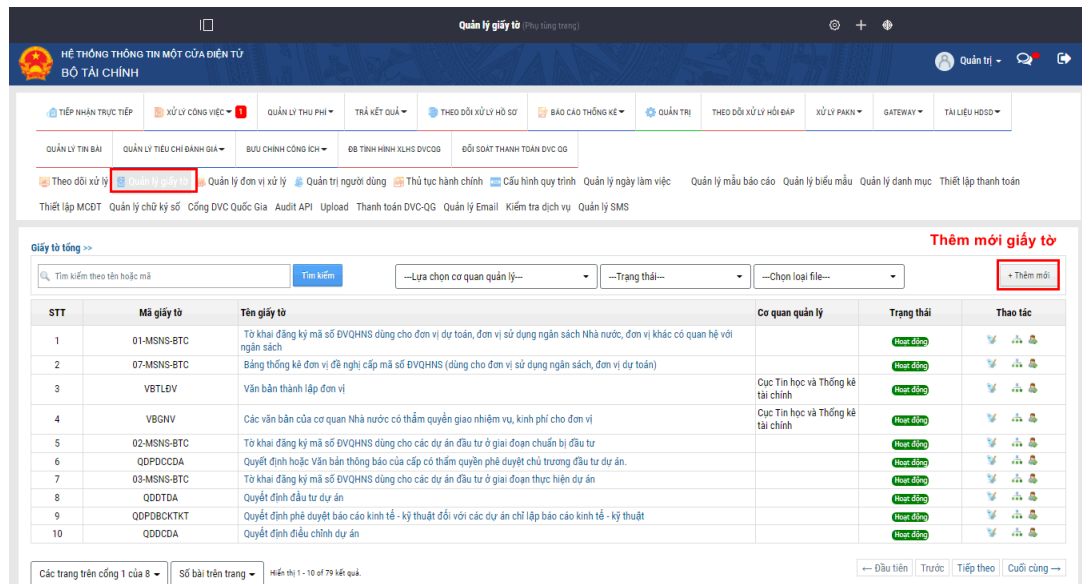 Quản lý giấy tờ (Phụ tùng trang)
HỆ THỐNG THÔNG TIN MỘT CỬA ĐIỆN TỬ
BỘ TÀI CHÍNH
Quản trị
TIẾP NHẬN TRỰC TIẾP XỬ LÝ CÔNG VIỆC 1 QUẢN LÝ THU PHÍ TRẢ KẾT QUẢ THEO DÕI XỬ LÝ HỒ SƠ BÁO CÁO THỐNG KÊ QUẢN TRỊ THEO DÕI XỬ LÝ HỎI ĐÁP XỬ LÝ PAKN GATEWAY TÀI LIỆU HDSD
QUẢN LÝ TIN BÀI QUẢN LÝ TIÊU CHÍ ĐÁNH GIÁ BƯU CHÍNH CÔNG ÍCH ĐB TÌNH HÌNH XLHS DVCQG ĐỐI SOÁT THANH TOÁN DVC QG
Theo dõi xử lý Quản lý giấy tờ Quản lý đơn vị xử lý Quản trị người dùng Thủ tục hành chính Cấu hình quy trình Quản lý ngày làm việc Quản lý mẫu báo cáo Quản lý biểu mẫu Quản lý danh mục Thiết lập thanh toán
Thiết lập MCĐT Quản lý chữ ký số Cổng DVC Quốc Gia Audit API Upload Thanh toán DVC-QG Quản lý Email Kiểm tra dịch vụ Quản lý SMS
Thêm mới giấy tờ
Giấy tờ tổng >>
Tìm kiếm theo tên hoặc mã Tìm kiếm ---Lựa chọn cơ quan quản lý--- ---Trạng thái--- ---Chọn loại file--- + Thêm mới
STT Mã giấy tờ Tên giấy tờ Cơ quan quản lý Trạng thái Thao tác
1 01-MSNS-BTC Tờ khai đăng ký mã số ĐVQHNS dùng cho đơn vị dự toán, đơn vị sử dụng ngân sách Nhà nước, đơn vị khác có quan hệ với Hoạt động
ngân sách
2 07-MSNS-BTC Bảng thống kê đơn vị đề nghị cấp mã số ĐVQHNS (dùng cho đơn vị sử dụng ngân sách, đơn vị dự toán) Hoạt động
3 VBTLĐV Văn bản thành lập đơn vị Cục Tin học và Thống kê Hoạt động
tài chính
4 VBGNV Các văn bản của cơ quan Nhà nước có thẩm quyền giao nhiệm vụ, kinh phí cho đơn vị Cục Tin học và Thống kê Hoạt động
tài chính
5 02-MSNS-BTC Tờ khai đăng ký mã số ĐVQHNS dùng cho các dự án đầu tư ở giai đoạn chuẩn bị đầu tư Hoạt động
6 QDPDCCDA Quyết định hoặc Văn bản thông báo của cấp có thẩm quyền phê duyệt chủ trương đầu tư dự án. Hoạt động
7 03-MSNS-BTC Tờ khai đăng ký mã số ĐVQHNS dùng cho các dự án đầu tư ở giai đoạn thực hiện dự án Hoạt động
8 QDDTDA Quyết định đầu tư dự án Hoạt động
9 QDPDBCKTKT Quyết định phê duyệt báo cáo kinh tế - kỹ thuật đối với các dự án chỉ lập báo cáo kinh tế - kỹ thuật Hoạt động
10 QDDCDA Quyết định điều chỉnh dự án Hoạt động
Các trang trên cổng 1 của 8 Số bài trên trang Hiển thị 1 - 10 of 79 kết quả. ← Đầu tiên Trước Tiếp theo Cuối cùng →